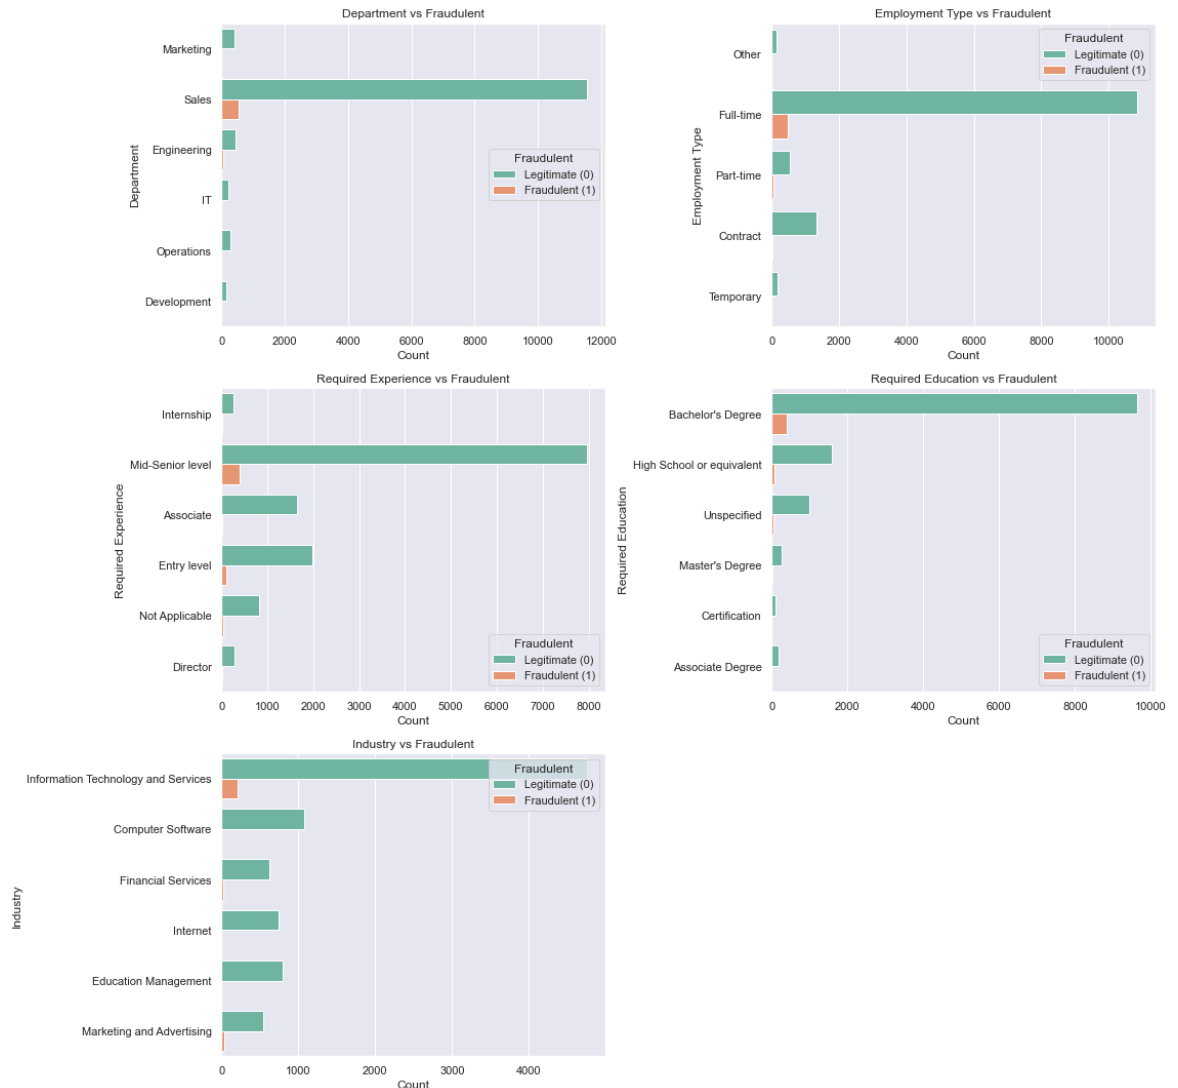 Department vs Fraudulent
Marketing
Sales
Engineering
IT
Operations
Development
Department
Fraudulent
Legitimate (0)
Fraudulent (1)
0 2000 4000 6000 8000 10000 12000
Count
Employment Type vs Fraudulent
Other
Full-time
Part-time
Contract
Temporary
Employment Type
Fraudulent
Legitimate (0)
Fraudulent (1)
0 2000 4000 6000 8000 10000
Count
Required Experience vs Fraudulent
Internship
Mid-Senior level
Associate
Entry level
Not Applicable
Director
Required Experience
Fraudulent
Legitimate (0)
Fraudulent (1)
0 1000 2000 3000 4000 5000 6000 7000 8000
Count
Required Education vs Fraudulent
Bachelor's Degree
High School or equivalent
Unspecified
Master's Degree
Certification
Associate Degree
Required Education
Fraudulent
Legitimate (0)
Fraudulent (1)
0 2000 4000 6000 8000 10000
Count
Industry vs Fraudulent
Information Technology and Services
Computer Software
Financial Services
Internet
Education Management
Marketing and Advertising
Industry
Fraudulent
Legitimate (0)
Fraudulent (1)
0 1000 2000 3000 4000
Count